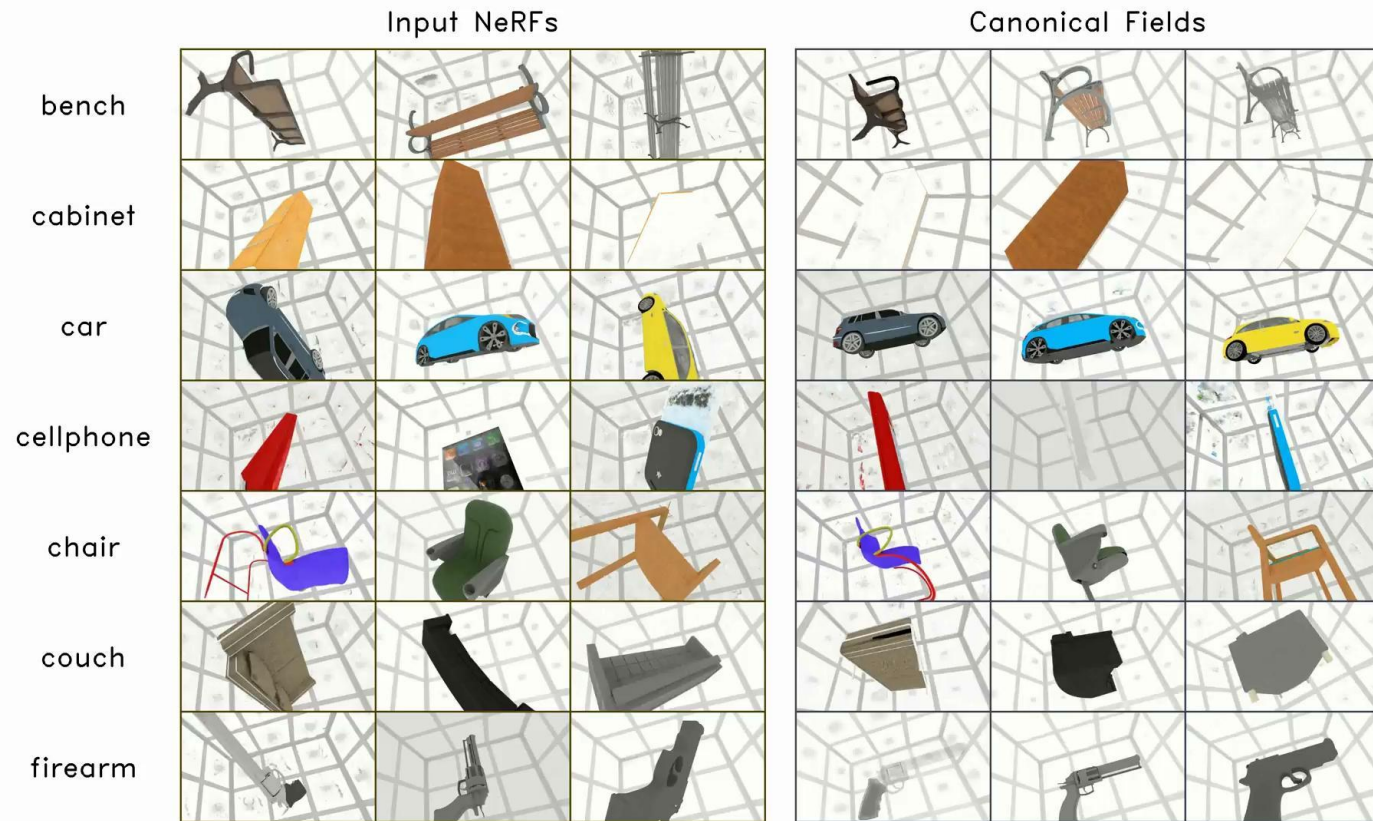 Input NeRFs
Canonical Fields
bench
cabinet
car
cellphone
chair
couch
firearm